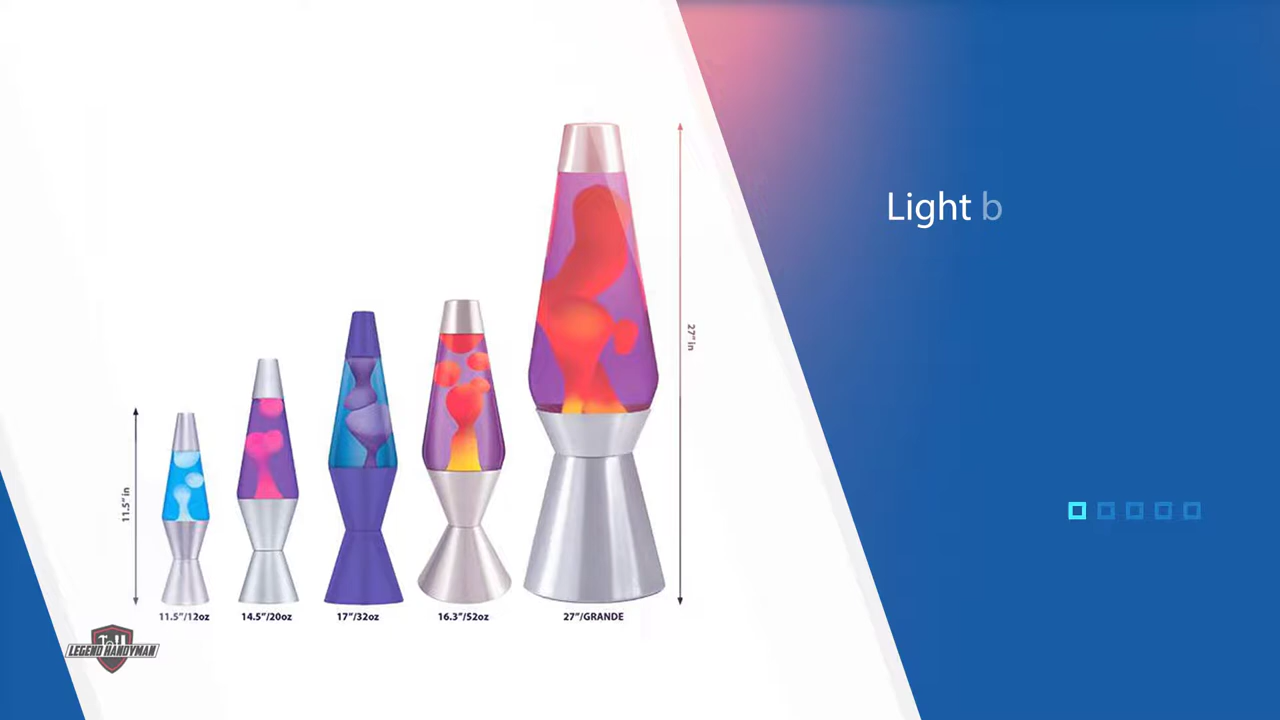 Light b
27" in
11.5" in
11.5"/12oz 14.5"/20oz 17"/32oz 16.3"/52oz 27"/GRANDE
LEGEND HANDYMAN